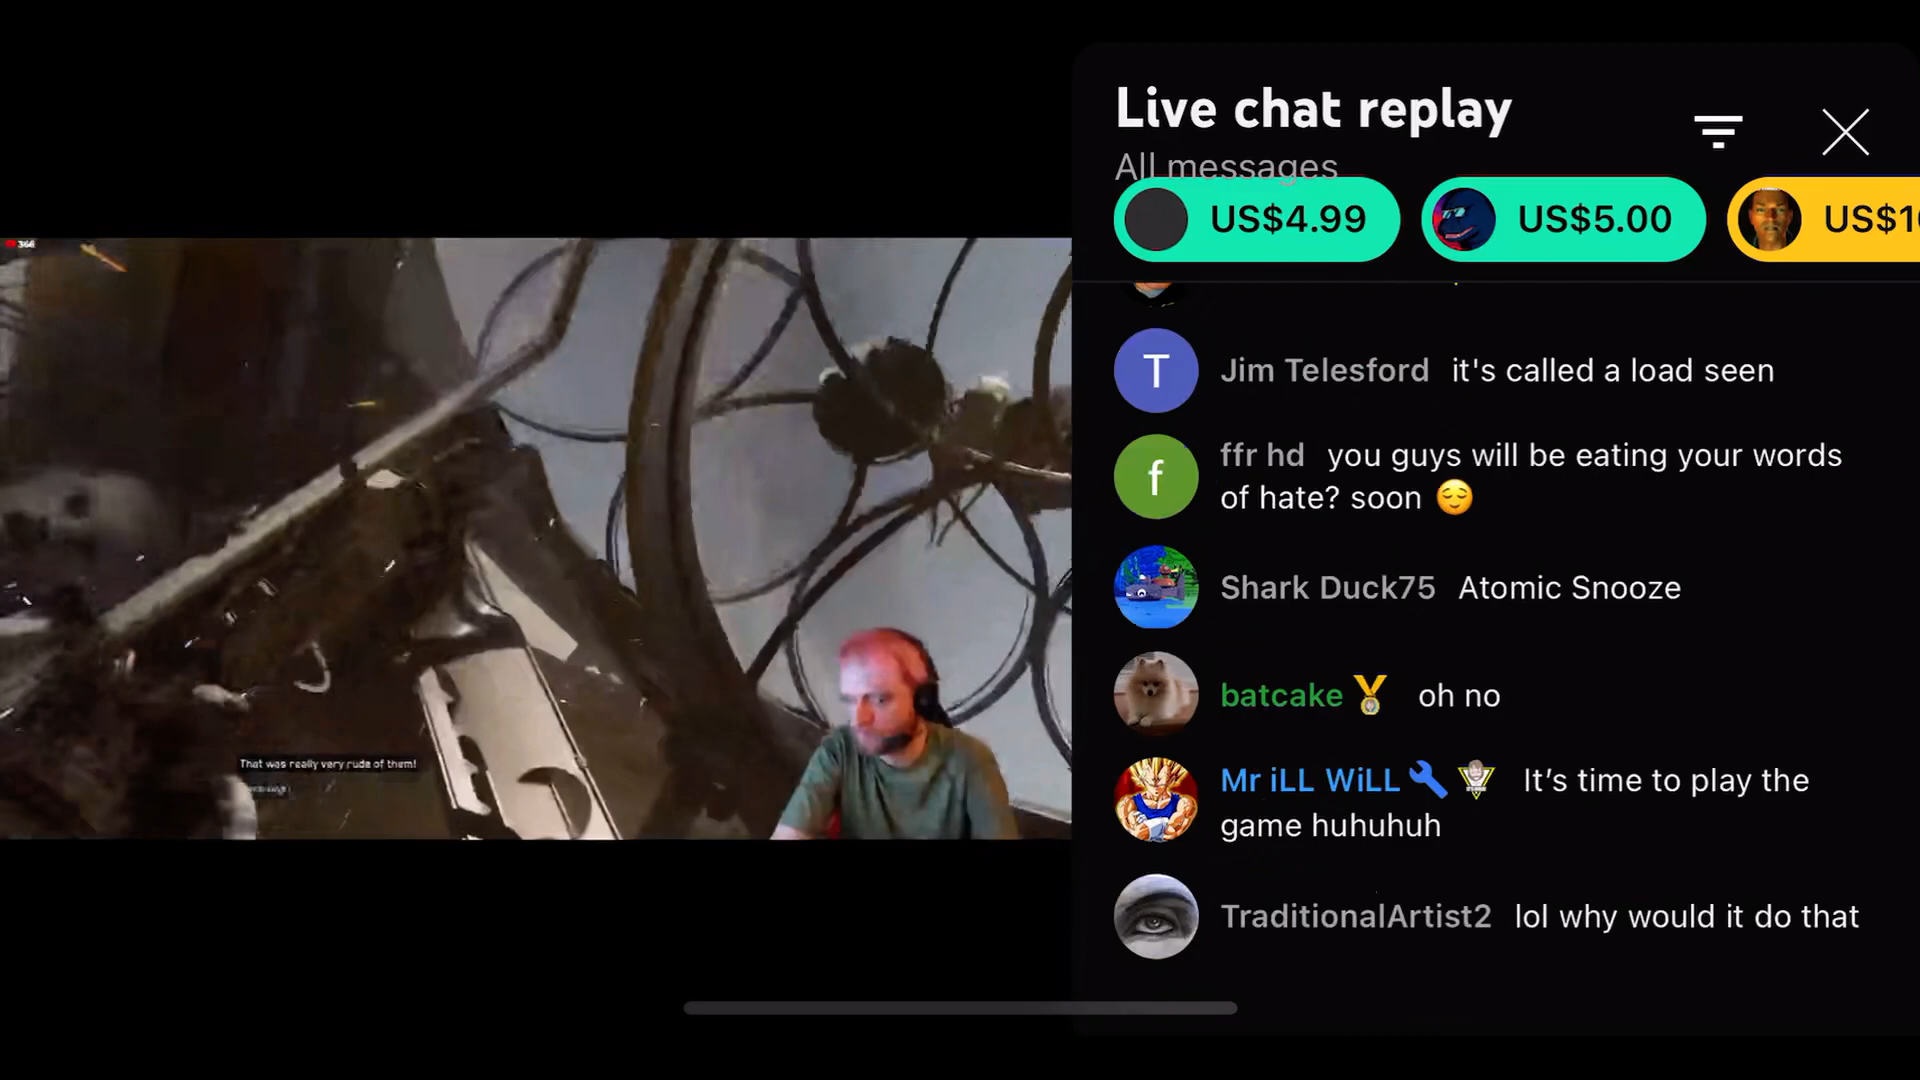 366
That was really very rude of them!
Live chat replay
All messages
US$4.99
US$5.00
US$1
T
Jim Telesford it's called a load seen
f
ffr hd you guys will be eating your words
of hate? soon 😌
Shark Duck75 Atomic Snooze
batcake oh no
Mr iLL WiLL It's time to play the
game huhuhuh
TraditionalArtist2 lol why would it do that